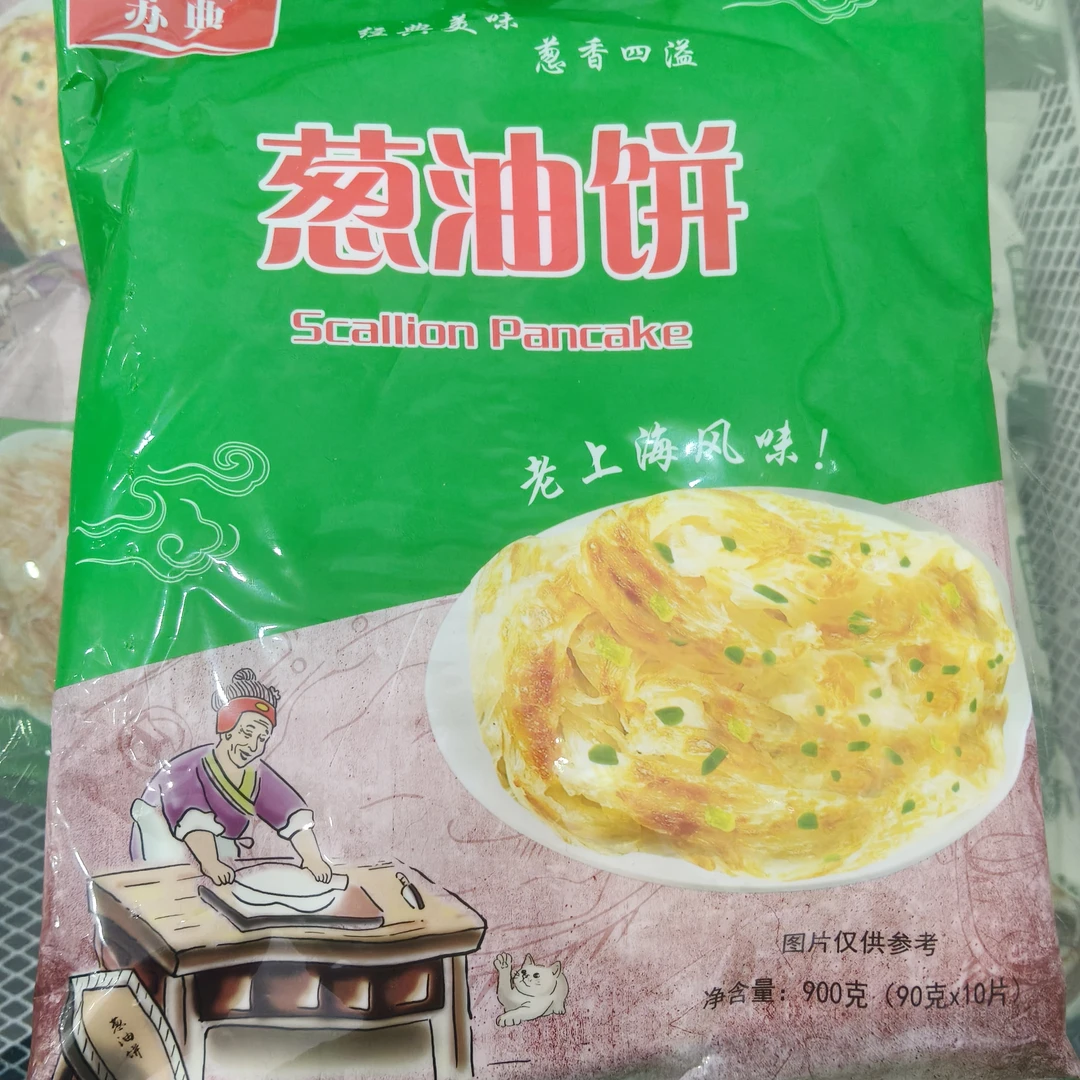 苏典
经典美味
葱香四溢
葱油饼
Scallion Pancake
老上海风味!
葱油饼
图片仅供参考
净含量: 900克 (90克x10片)